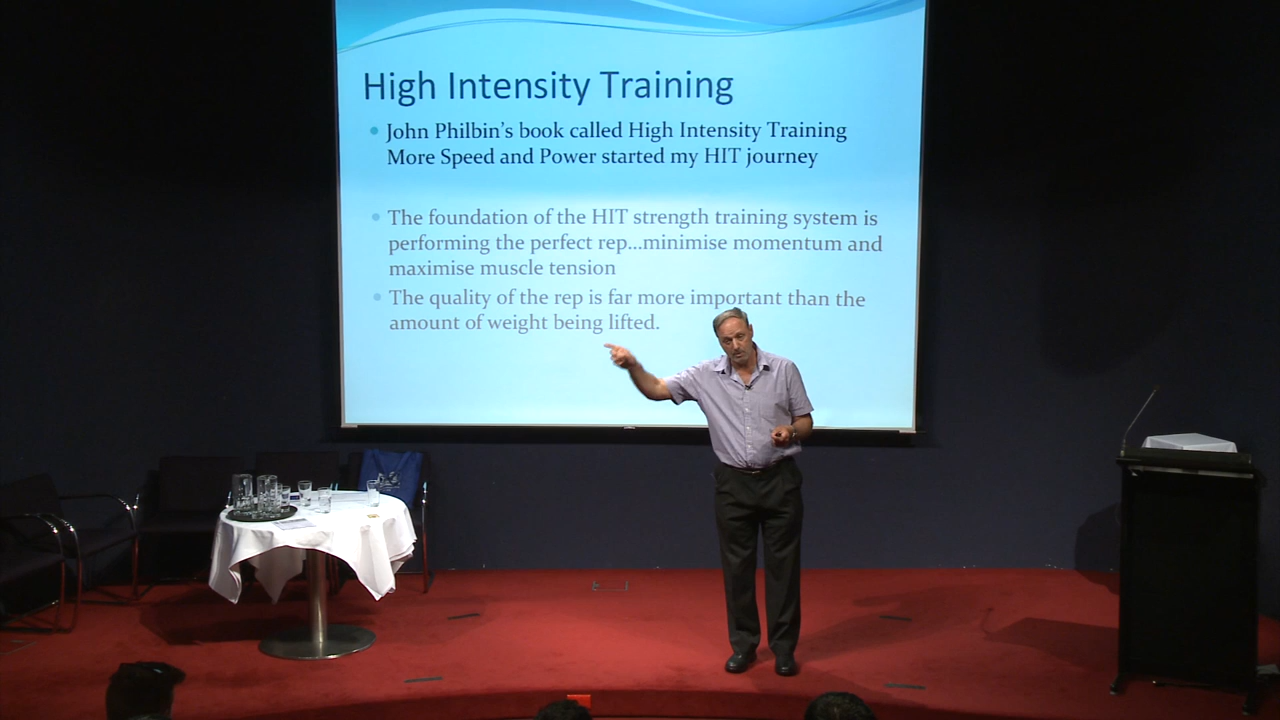 High Intensity Training
• John Philbin's book called High Intensity Training
More Speed and Power started my HIT journey
• The foundation of the HIT strength training system is
performing the perfect rep...minimise momentum and
maximise muscle tension
• The quality of the rep is far more important than the
amount of weight being lifted.